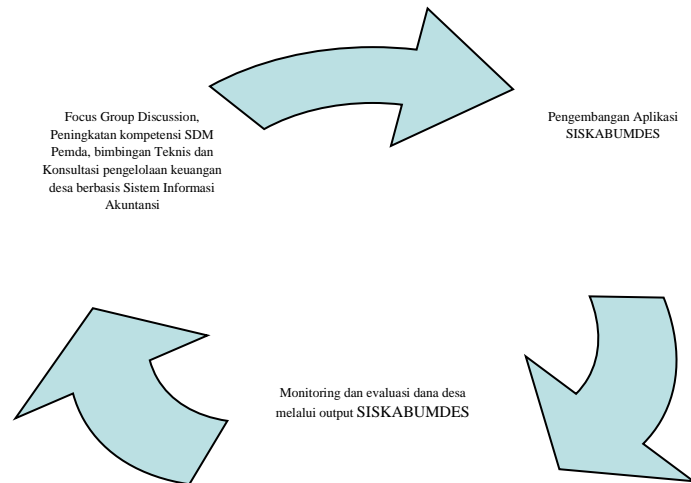 Focus Group Discussion,
Peningkatan kompetensi SDM
Pemda, bimbingan Teknis dan
Konsultasi pengelolaan keuangan
desa berbasis Sistem Informasi
Akuntansi
Pengembangan Aplikasi
SISKABUMDES
Monitoring dan evaluasi dana desa
melalui output SISKABUMDES